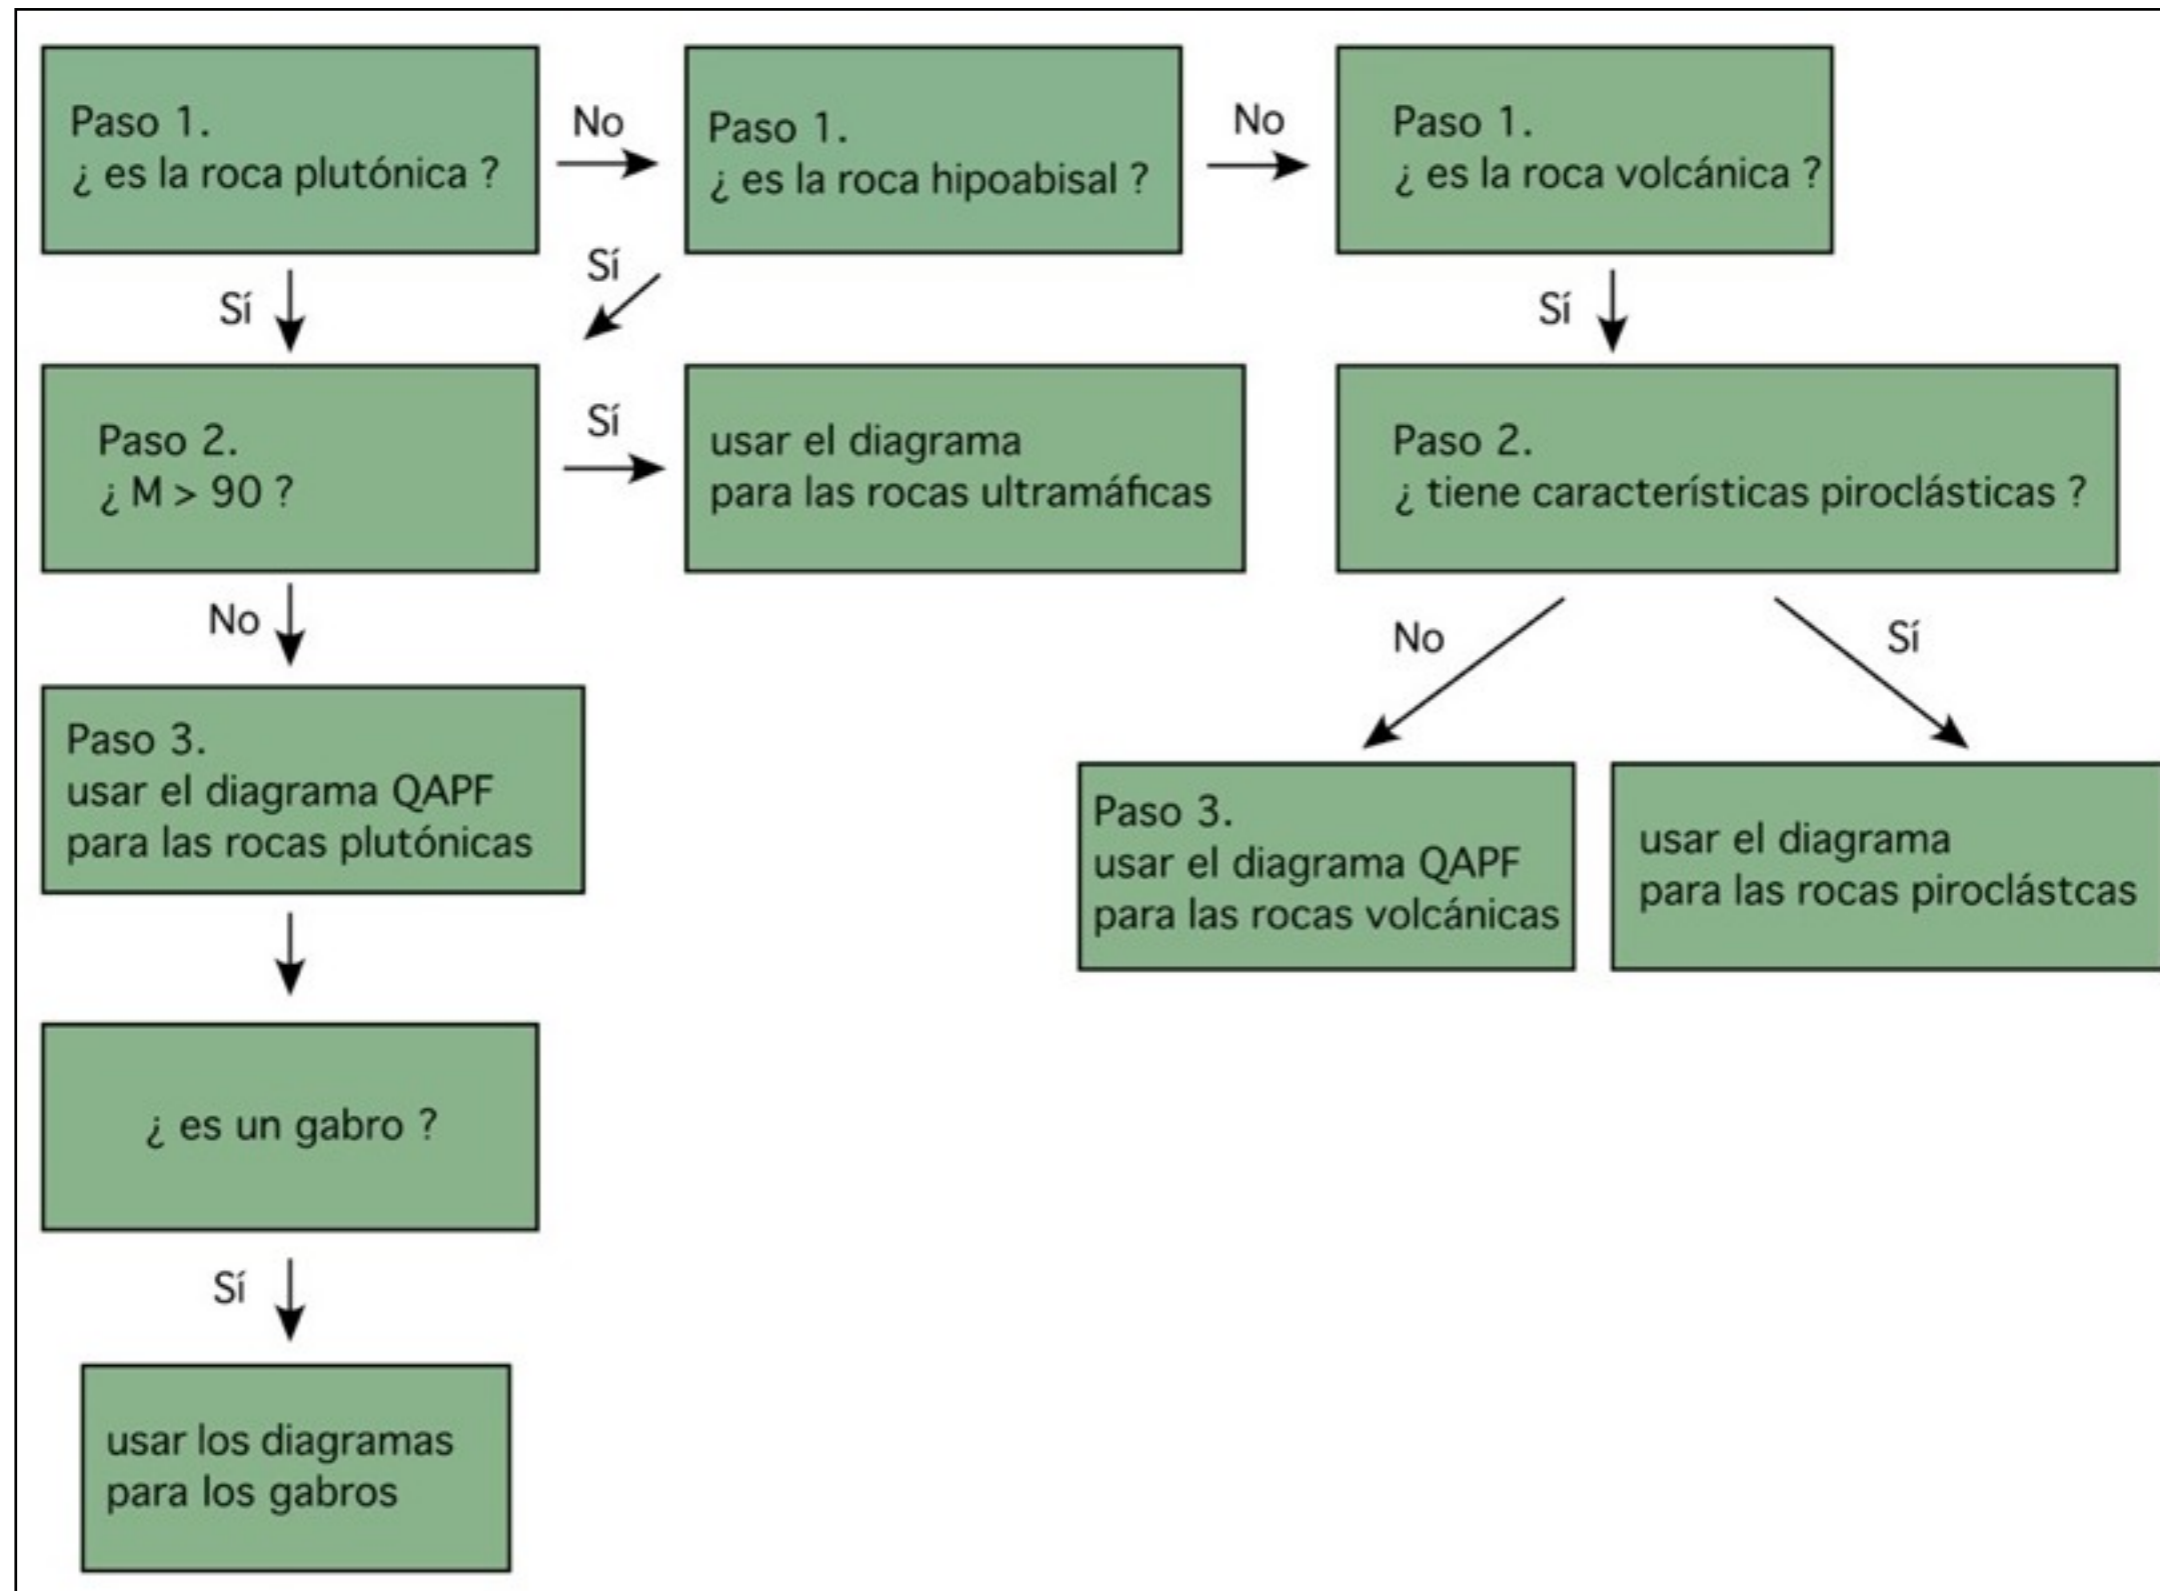 Paso 1.
¿ es la roca plutónica ?
No
Paso 1.
¿ es la roca hipoabisal ?
No
Paso 1.
¿ es la roca volcánica ?
Sí
Sí
Sí
Paso 2.
¿ M > 90 ?
Sí
usar el diagrama
para las rocas ultramáficas
Paso 2.
¿ tiene características piroclásticas ?
No
No
Sí
Paso 3.
usar el diagrama QAPF
para las rocas plutónicas
Paso 3.
usar el diagrama QAPF
para las rocas volcánicas
usar el diagrama
para las rocas piroclástcas
¿ es un gabro ?
Sí
usar los diagramas
para los gabros